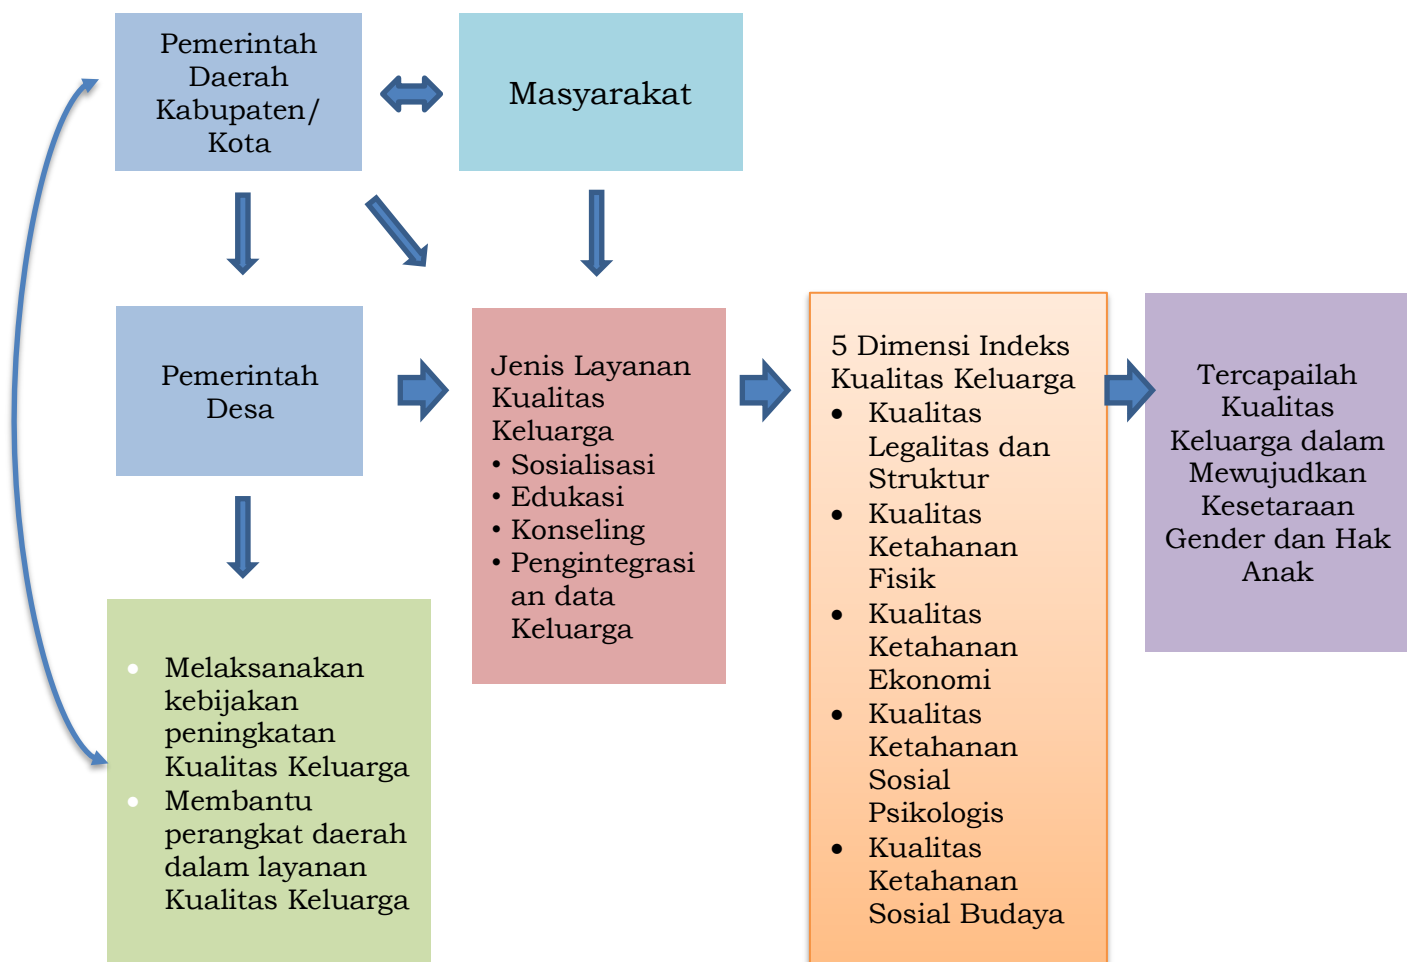 Pemerintah
Daerah
Kabupaten/
Kota
Masyarakat
Pemerintah
Desa
Jenis Layanan
Kualitas
Keluarga
• Sosialisasi
• Edukasi
• Konseling
• Pengintegrasi
an data
Keluarga
5 Dimensi Indeks
Kualitas Keluarga
• Kualitas
Legalitas dan
Struktur
• Kualitas
Ketahanan
Fisik
• Kualitas
Ketahanan
Ekonomi
• Kualitas
Ketahanan
Sosial
Psikologis
• Kualitas
Ketahanan
Sosial Budaya
Tercapailah
Kualitas
Keluarga dalam
Mewujudkan
Kesetaraan
Gender dan Hak
Anak
• Melaksanakan
kebijakan
peningkatan
Kualitas Keluarga
• Membantu
perangkat daerah
dalam layanan
Kualitas Keluarga